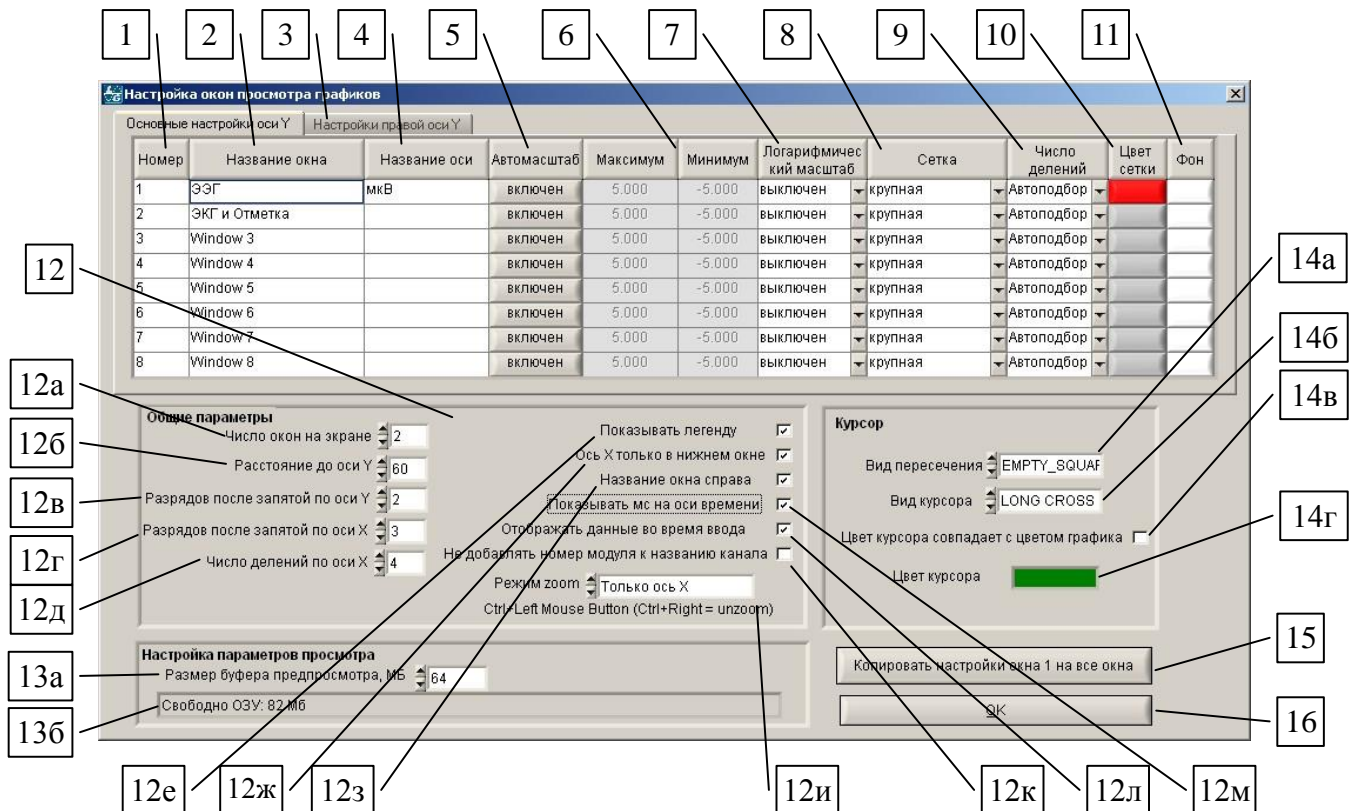 1 2 3 4 5 6 7 8 9 10 11
Настройка окон просмотра графиков
Основные настройки оси Y Настройки правой оси Y
Номер Название окна Название оси Автомасштаб Максимум Минимум Логарифмичес кий масштаб Сетка Число делений Цвет сетки Фон
1 ЭЭГ мкВ включен 5.000 -5.000 выключен крупная Автоподбор
2 ЭКГ и Отметка включен 5.000 -5.000 выключен крупная Автоподбор
3 Window 3 включен 5.000 -5.000 выключен крупная Автоподбор
4 Window 4 включен 5.000 -5.000 выключен крупная Автоподбор
5 Window 5 включен 5.000 -5.000 выключен крупная Автоподбор
6 Window 6 включен 5.000 -5.000 выключен крупная Автоподбор
7 Window 7 включен 5.000 -5.000 выключен крупная Автоподбор
8 Window 8 включен 5.000 -5.000 выключен крупная Автоподбор
12
12а
12б
12в
12г
12д
13а
13б
Общие параметры
Число окон на экране 2
Расстояние до оси Y 60
Разрядов после запятой по оси Y 2
Разрядов после запятой по оси X 3
Число делений по оси X 4
Показывать легенду
Ось X только в нижнем окне
Название окна справа
Показывать мс на оси времени
Отображать данные во время ввода
Не добавлять номер модуля к названию канала
Режим zoom Только ось X
Ctrl+Left Mouse Button (Ctrl+Right = unzoom)
Курсор
Вид пересечения EMPTY_SQUAR
Вид курсора LONG CROSS
Цвет курсора совпадает с цветом графика
Цвет курсора
Настройка параметров просмотра
Размер буфера предпросмотра, МБ 64
Свободно ОЗУ: 82 Мб
Копировать настройки окна 1 на все окна
OK
14а
14б
14в
14г
15
16
12е 12ж 12з 12и 12к 12л 12м